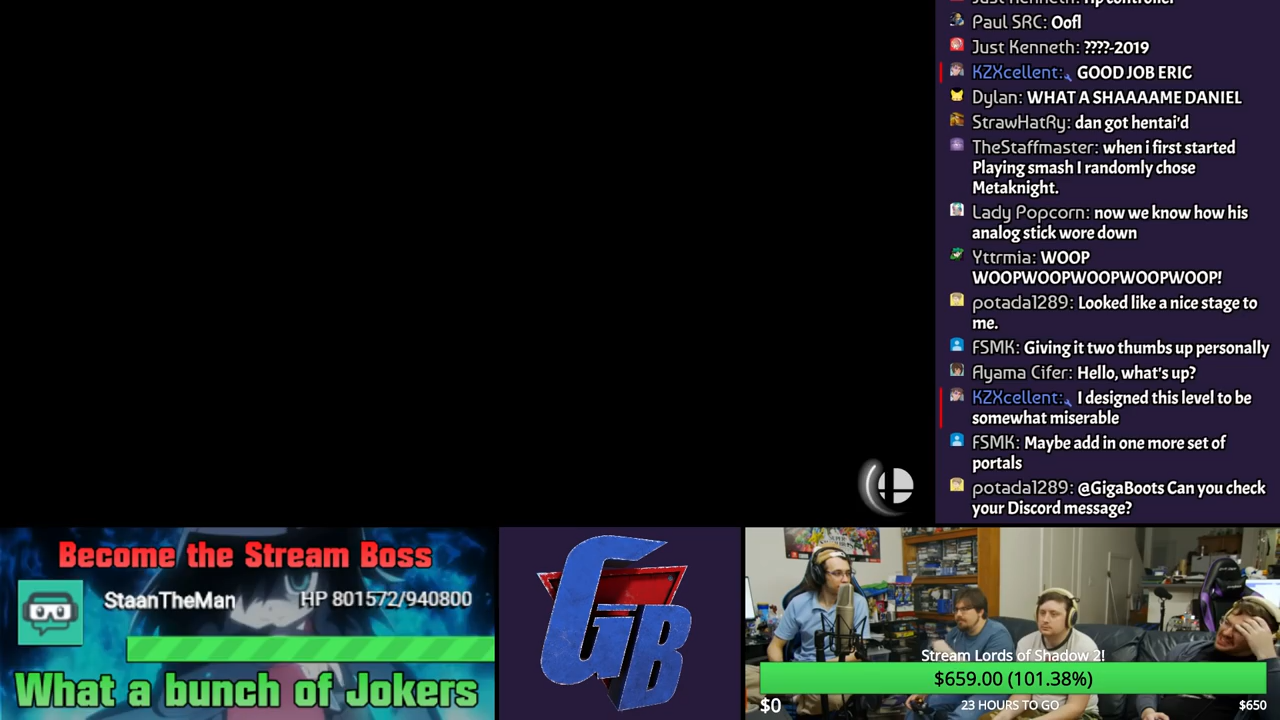 Just Kenneth: rip controller
Paul SRC: Oofl
Just Kenneth: ????-2019
KZXcellent: GOOD JOB ERIC
Dylan: WHAT A SHAAAAME DANIEL
StrawHatRy: dan got hentai'd
TheStaffmaster: when i first started
Playing smash I randomly chose
Metaknight.
Lady Popcorn: now we know how his
analog stick wore down
Yttrmia: WOOP
WOOPWOOPWOOPWOOPWOOP!
potada1289: Looked like a nice stage to
me.
FSMK: Giving it two thumbs up personally
Ayama Cifer: Hello, what's up?
KZXcellent: I designed this level to be
somewhat miserable
FSMK: Maybe add in one more set of
portals
potada1289: @GigaBoots Can you check
your Discord message?
Become the Stream Boss
StaanTheMan HP 801572/940800
What a bunch of Jokers
GB
Stream Lords of Shadow 2!
$659.00 (101.38%)
$0 23 HOURS TO GO $650